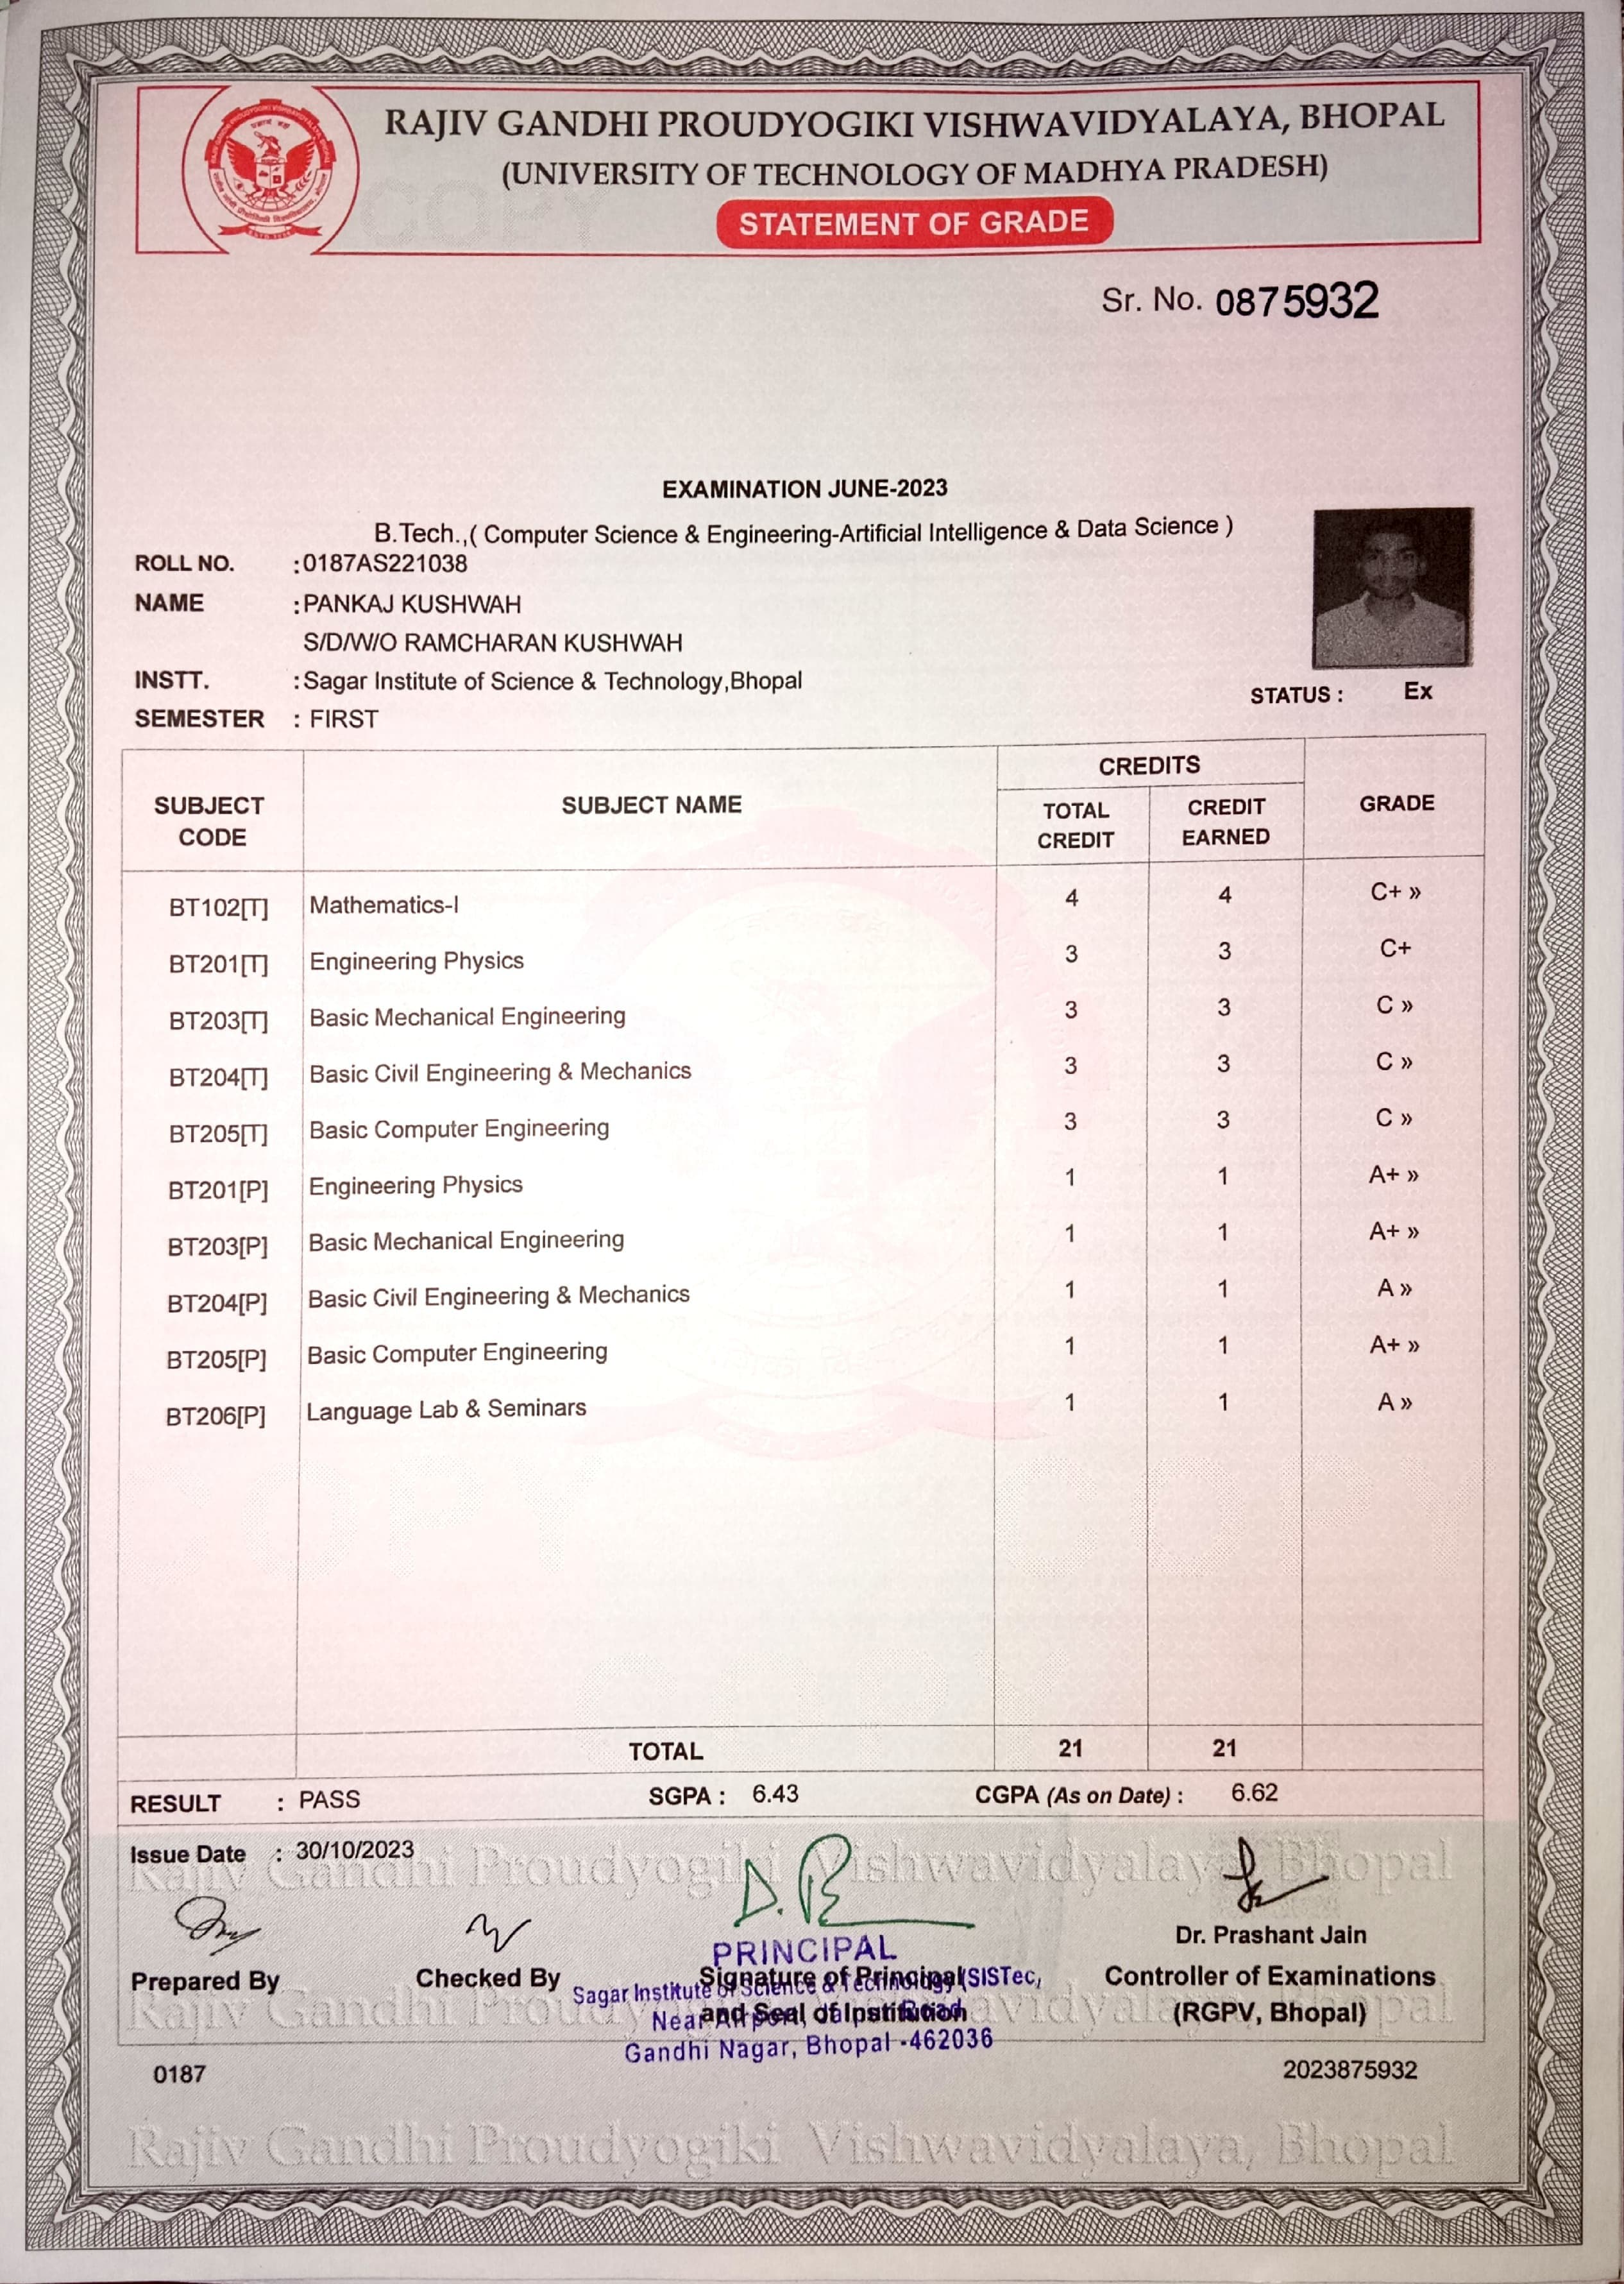 RAJIV GANDHI PROUDYOGIKI VISHWAVIDYALAYA, BHOPAL
(UNIVERSITY OF TECHNOLOGY OF MADHYA PRADESH)
STATEMENT OF GRADE
Sr. No. 0875932
EXAMINATION JUNE-2023
B.Tech.,( Computer Science & Engineering-Artificial Intelligence & Data Science )
ROLL NO. :0187AS221038
NAME :PANKAJ KUSHWAH
S/D/W/O RAMCHARAN KUSHWAH
INSTT. :Sagar Institute of Science & Technology,Bhopal
STATUS : Ex
SEMESTER : FIRST
SUBJECT CODE SUBJECT NAME CREDITS GRADE
TOTAL CREDIT CREDIT EARNED
BT102[T] Mathematics-I 4 4 C+ »
BT201[T] Engineering Physics 3 3 C+
BT203[T] Basic Mechanical Engineering 3 3 C »
BT204[T] Basic Civil Engineering & Mechanics 3 3 C »
BT205[T] Basic Computer Engineering 3 3 C »
BT201[P] Engineering Physics 1 1 A+ »
BT203[P] Basic Mechanical Engineering 1 1 A+ »
BT204[P] Basic Civil Engineering & Mechanics 1 1 A »
BT205[P] Basic Computer Engineering 1 1 A+ »
BT206[P] Language Lab & Seminars 1 1 A »
COPY COPY
COPY
TOTAL 21 21
RESULT : PASS SGPA : 6.43 CGPA (As on Date) : 6.62
Issue Date : 30/10/2023
Rajiv Gandhi Proudyogiki Vishwavidyalaya, Bhopal
PRINCIPAL
Dr. Prashant Jain
Prepared By Checked By Signature of Principal Controller of Examinations
Sagar Institute of Science & Technology (SISTec,
and Seal of Institution (RGPV, Bhopal)
Near Airport, Road
Rajiv Gandhi Proudyogiki Vishwavidyalaya, Bhopal
Gandhi Nagar, Bhopal -462036
0187 2023875932
Rajiv Gandhi Proudyogiki Vishwavidyalaya, Bhopal